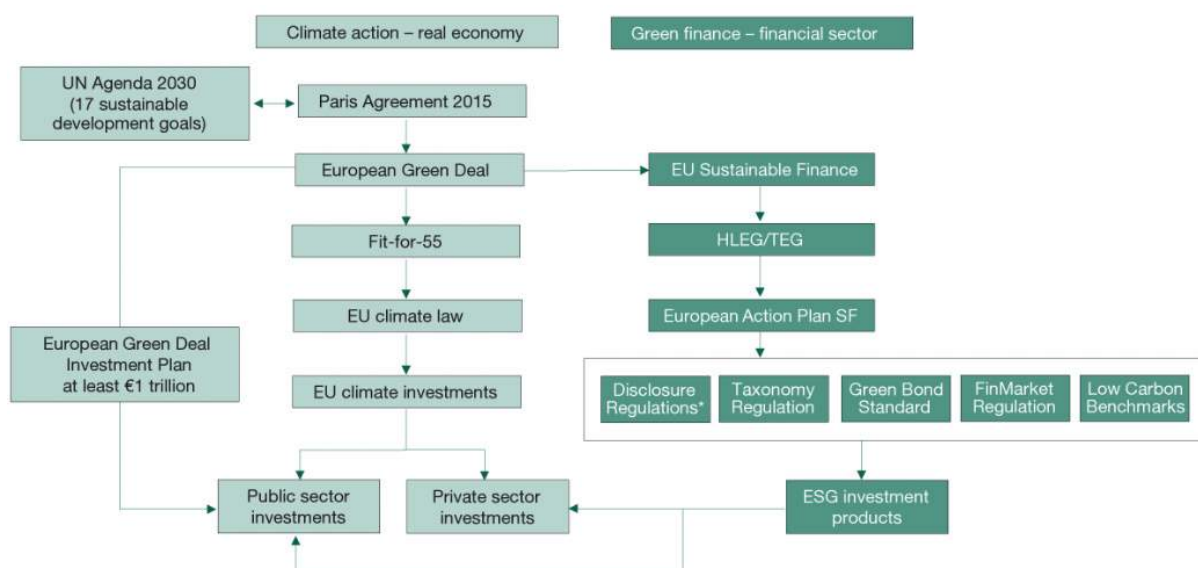 Climate action – real economy
Green finance – financial sector
UN Agenda 2030
(17 sustainable
development goals)
Paris Agreement 2015
European Green Deal
EU Sustainable Finance
Fit-for-55
HLEG/TEG
EU climate law
European Action Plan SF
European Green Deal
Investment Plan
at least €1 trillion
EU climate investments
Disclosure
Regulations*
Taxonomy
Regulation
Green Bond
Standard
FinMarket
Regulation
Low Carbon
Benchmarks
Public sector
investments
Private sector
investments
ESG investment
products